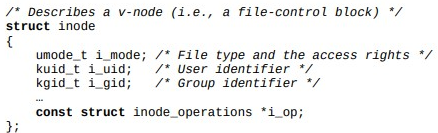 /* Describes a v-node (i.e., a file-control block) */
struct inode
{
umode_t i_mode; /* File type and the access rights */
kuid_t i_uid; /* User identifier */
kgid_t i_gid; /* Group identifier */
…
const struct inode_operations *i_op;
};